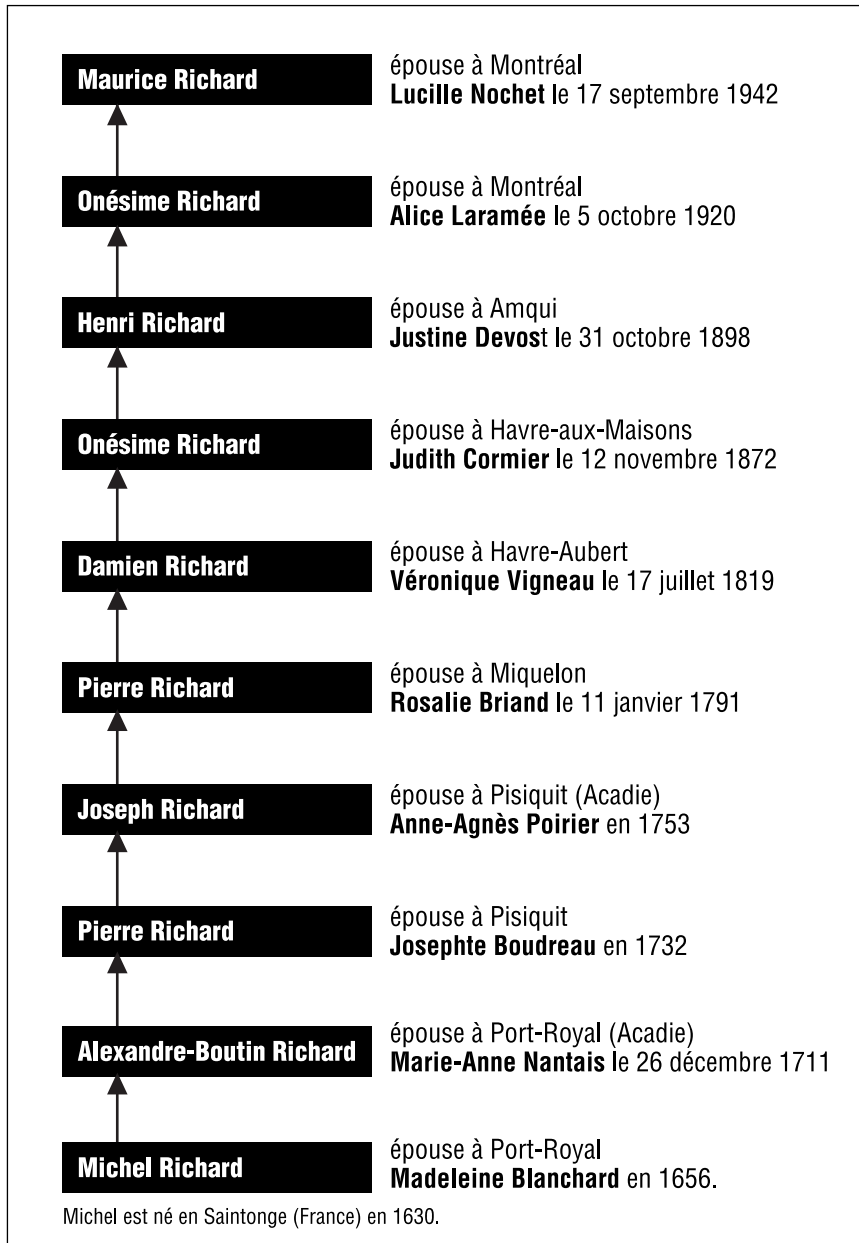 Maurice Richard
épouse à Montréal
Lucille Nochet le 17 septembre 1942
Onésime Richard
épouse à Montréal
Alice Laramée le 5 octobre 1920
Henri Richard
épouse à Amqui
Justine Devost le 31 octobre 1898
Onésime Richard
épouse à Havre-aux-Maisons
Judith Cormier le 12 novembre 1872
Damien Richard
épouse à Havre-Aubert
Véronique Vigneau le 17 juillet 1819
Pierre Richard
épouse à Miquelon
Rosalie Briand le 11 janvier 1791
Joseph Richard
épouse à Pisiquit (Acadie)
Anne-Agnès Poirier en 1753
Pierre Richard
épouse à Pisiquit
Josephte Boudreau en 1732
Alexandre-Boutin Richard
épouse à Port-Royal (Acadie)
Marie-Anne Nantais le 26 décembre 1711
Michel Richard
épouse à Port-Royal
Madeleine Blanchard en 1656.
Michel est né en Saintonge (France) en 1630.